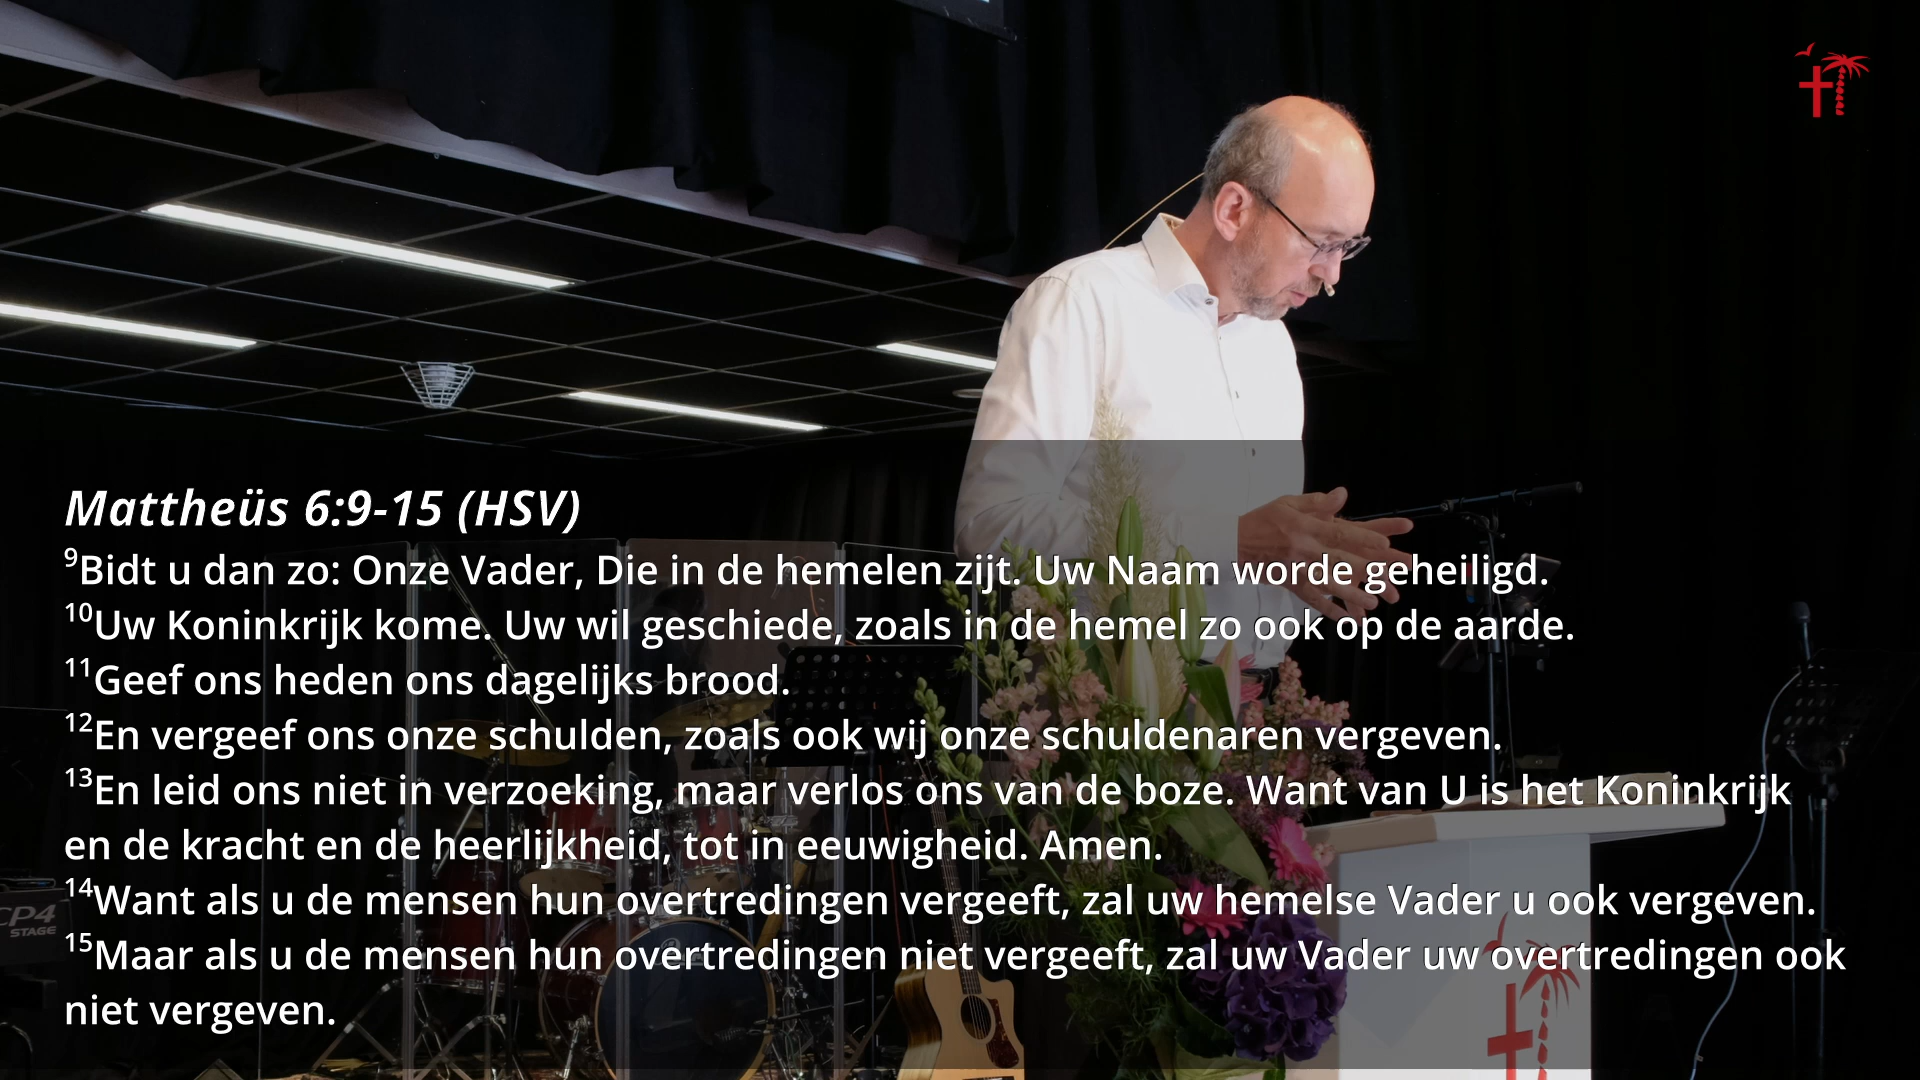 Mattheüs 6:9-15 (HSV)
⁹Bidt u dan zo: Onze Vader, Die in de hemelen zijt. Uw Naam worde geheiligd.
¹⁰Uw Koninkrijk kome. Uw wil geschiede, zoals in de hemel zo ook op de aarde.
¹¹Geef ons heden ons dagelijks brood.
¹²En vergeef ons onze schulden, zoals ook wij onze schuldenaren vergeven.
¹³En leid ons niet in verzoeking, maar verlos ons van de boze. Want van U is het Koninkrijk
en de kracht en de heerlijkheid, tot in eeuwigheid. Amen.
¹⁴Want als u de mensen hun overtredingen vergeeft, zal uw hemelse Vader u ook vergeven.
¹⁵Maar als u de mensen hun overtredingen niet vergeeft, zal uw Vader uw overtredingen ook
niet vergeven.
CP4
STAGE